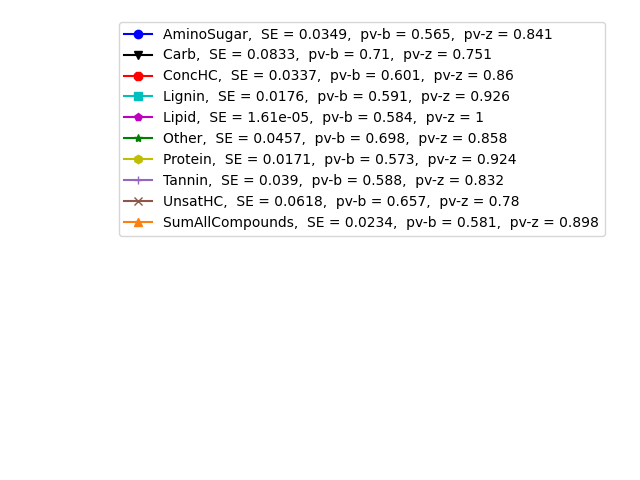 AminoSugar,  SE = 0.0349,  pv-b = 0.565,  pv-z = 0.841
Carb,  SE = 0.0833,  pv-b = 0.71,  pv-z = 0.751
ConcHC,  SE = 0.0337,  pv-b = 0.601,  pv-z = 0.86
Lignin,  SE = 0.0176,  pv-b = 0.591,  pv-z = 0.926
Lipid,  SE = 1.61e-05,  pv-b = 0.584,  pv-z = 1
Other,  SE = 0.0457,  pv-b = 0.698,  pv-z = 0.858
Protein,  SE = 0.0171,  pv-b = 0.573,  pv-z = 0.924
Tannin,  SE = 0.039,  pv-b = 0.588,  pv-z = 0.832
UnsatHC,  SE = 0.0618,  pv-b = 0.657,  pv-z = 0.78
SumAllCompounds,  SE = 0.0234,  pv-b = 0.581,  pv-z = 0.898